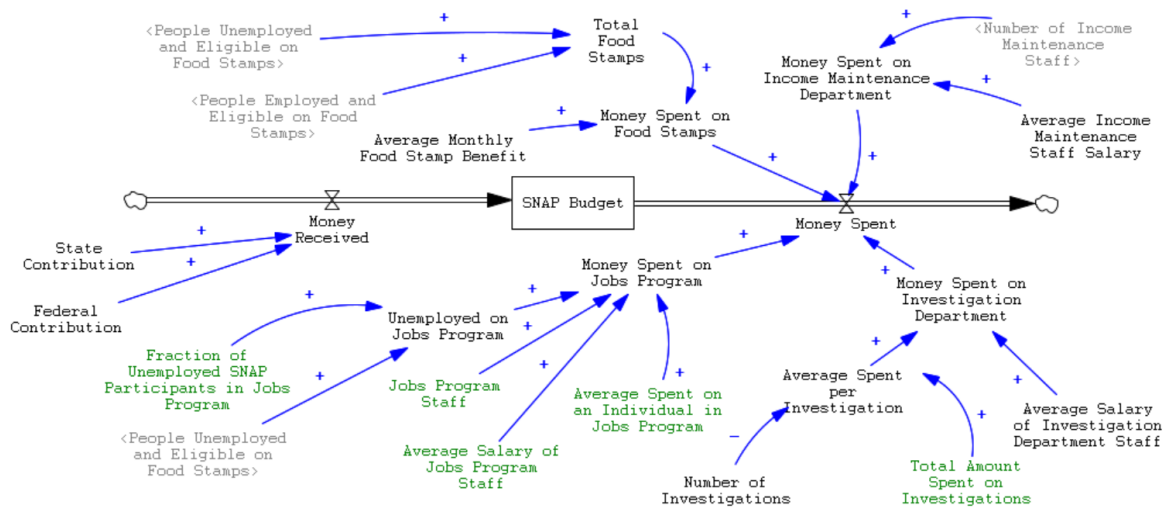 <People Unemployed
and Eligible on
Food Stamps>
+
Total
Food
Stamps
+
<Number of Income
Maintenance
Staff>
+
<People Employed and
Eligible on Food
Stamps>
+
Money Spent on
Income Maintenance
Department
+
Average Income
Maintenance
Staff Salary
+
Money Spent on
Food Stamps
Average Monthly
Food Stamp Benefit
+
+
SNAP Budget
Money
Received
Money Spent
State
Contribution
+
+
Federal
Contribution
Money Spent on
Jobs Program
+
+
Money Spent on
Investigation
Department
Unemployed on
Jobs Program
+
+
+
+
+
Fraction of
Unemployed SNAP
Participants in Jobs
Program
+
Jobs Program
Staff
Average Spent on
an Individual in
Jobs Program
+
Average Spent
per
Investigation
+
+
Average Salary
of Investigation
Department Staff
<People Unemployed
and Eligible on
Food Stamps>
Average Salary of
Jobs Program
Staff
−
Number of
Investigations
Total Amount
Spent on
Investigations